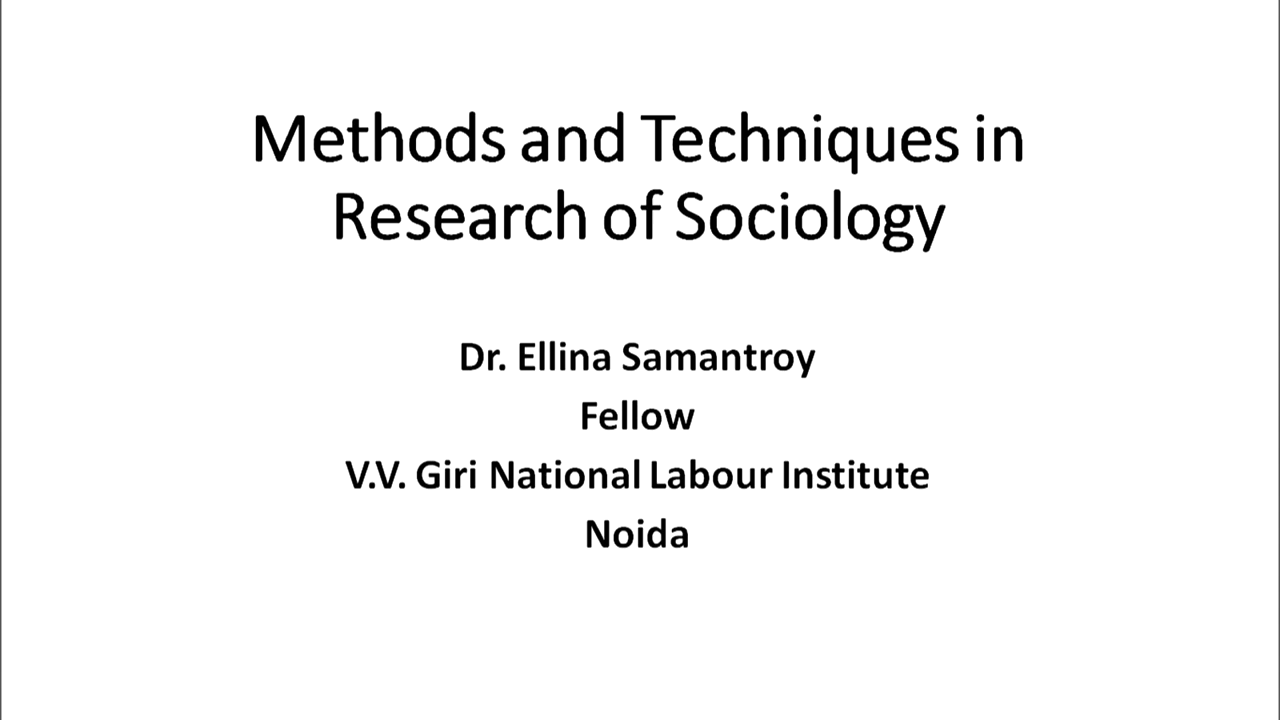 Methods and Techniques in
Research of Sociology
Dr. Ellina Samantroy
Fellow
V.V. Giri National Labour Institute
Noida